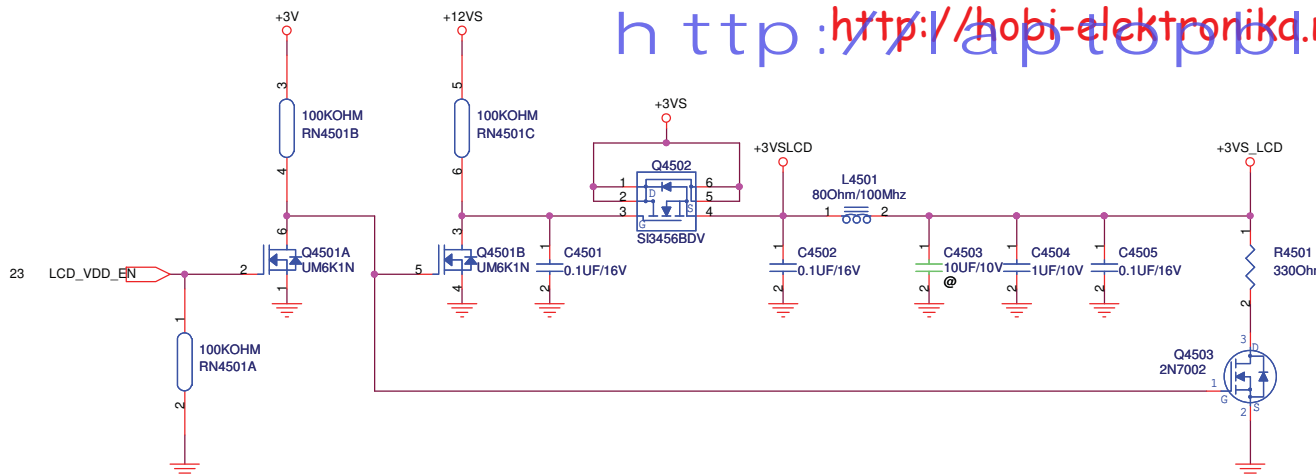 +3V
+12VS
http://laptopbl
http://hobi-elektronika.n
3
100KOHM
RN4501B
4
5
100KOHM
RN4501C
6
+3VS
Q4502
1
2
3
D
S
G
6
5
4
SI3456BDV
+3VSLCD
L4501
80Ohm/100Mhz
1
2
+3VS_LCD
6
Q4501A
UM6K1N
2
1
3
Q4501B
UM6K1N
5
4
1
C4501
0.1UF/16V
2
1
C4502
0.1UF/16V
2
1
C4503
10UF/10V
@
2
1
C4504
1UF/10V
2
1
C4505
0.1UF/16V
2
1
R4501
330Ohm
2
23 LCD_VDD_EN
1
100KOHM
RN4501A
2
Q4503
2N7002
3
D
1
G
2
S